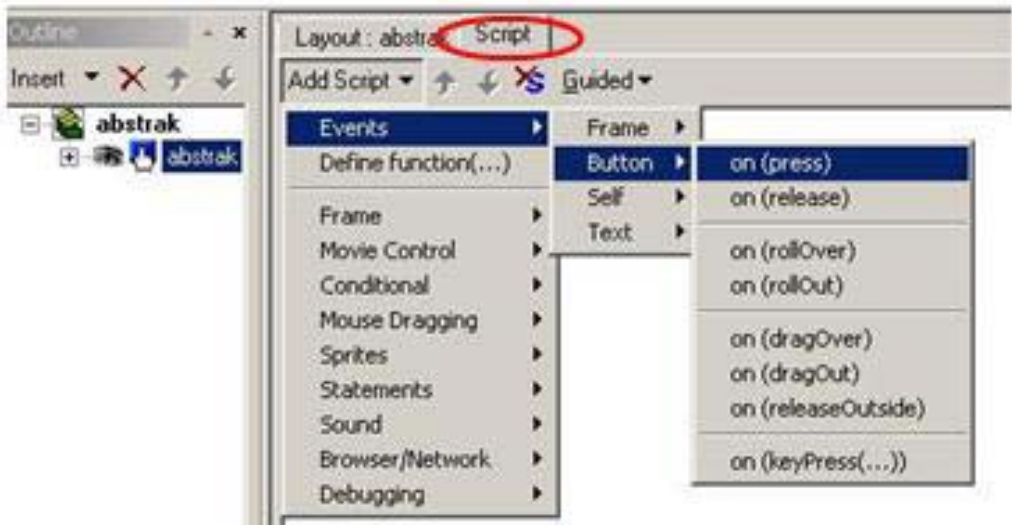 Outline
Layout : abstrak Script
Insert
Add Script Guided
abstrak
abstrak
Events
Define function(...)
Frame
Movie Control
Conditional
Mouse Dragging
Sprites
Statements
Sound
Browser/Network
Debugging
Frame
Button
Self
Text
on (press)
on (release)
on (rollOver)
on (rollOut)
on (dragOver)
on (dragOut)
on (releaseOutside)
on (keyPress(...))